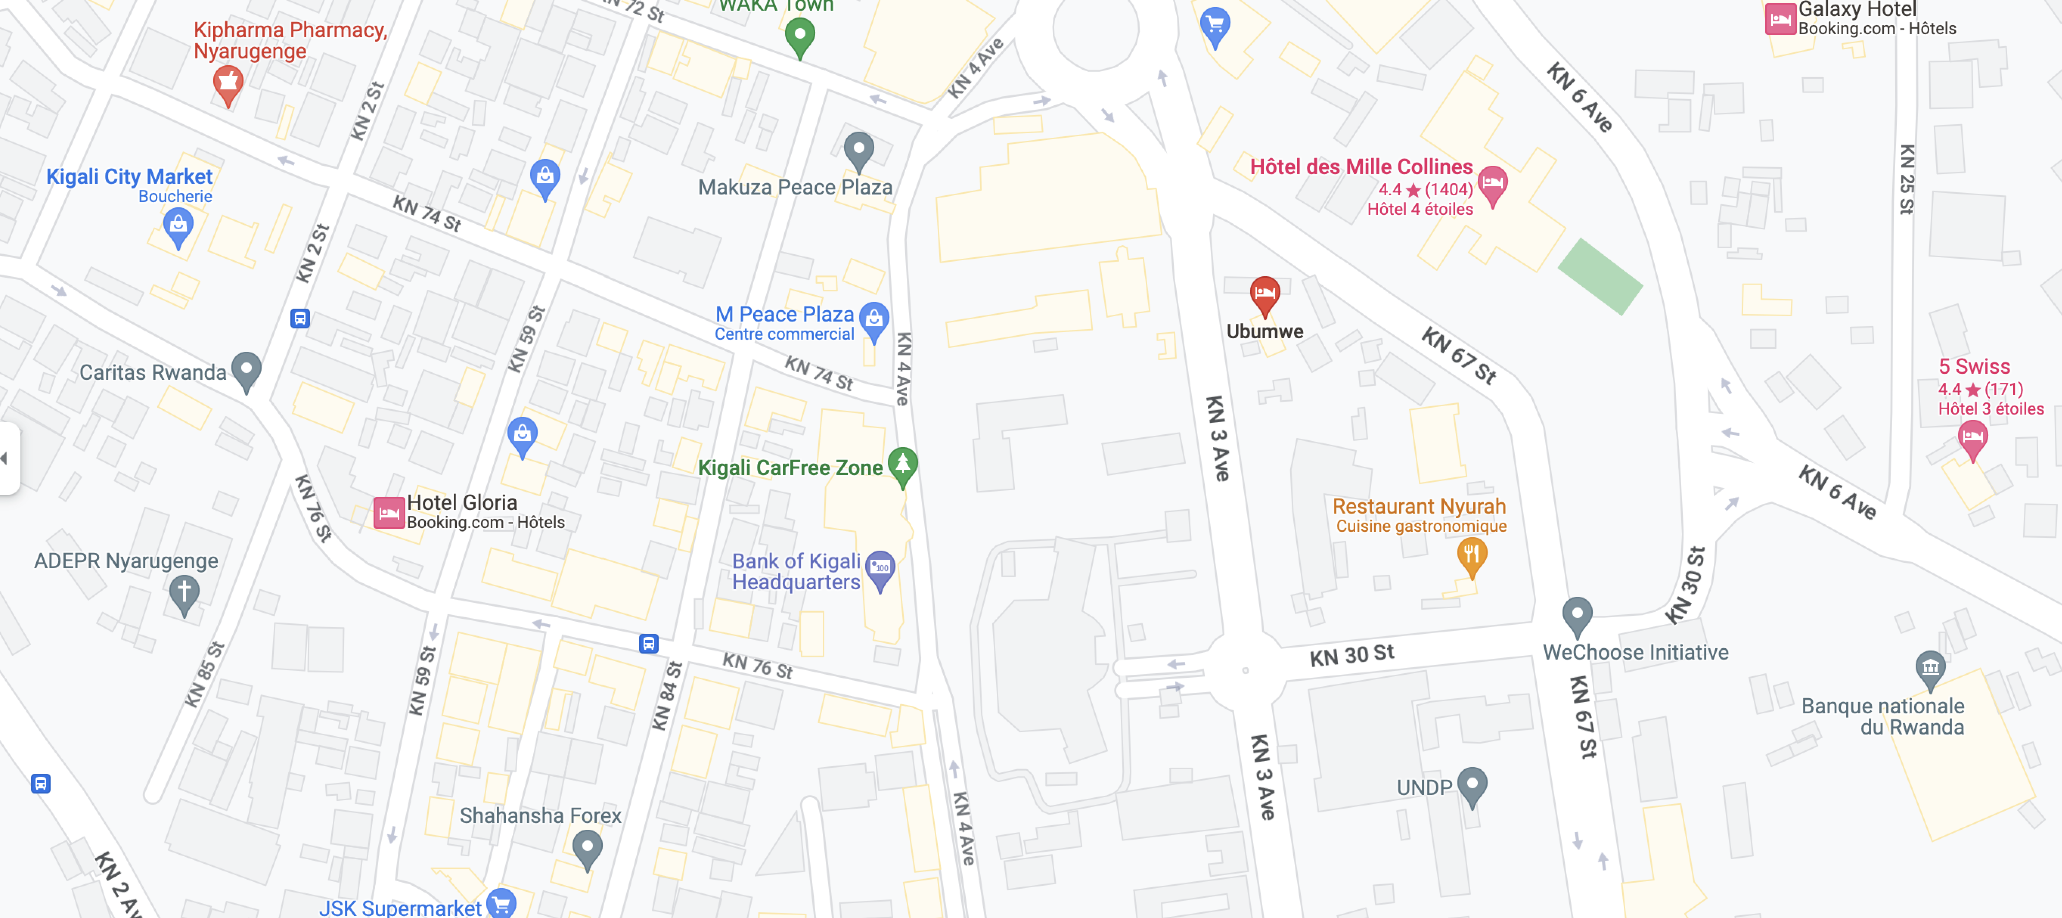 KN 72 St
WAKA Town
Galaxy Hotel
Booking.com - Hôtels
Kipharma Pharmacy,
Nyarugenge
KN 4 Ave
KN 6 Ave
KN 2 St
Kigali City Market
Boucherie
Makuza Peace Plaza
Hôtel des Mille Collines
4.4 ★ (1404)
Hôtel 4 étoiles
KN 25 St
KN 74 St
KN 2 St
M Peace Plaza
Centre commercial
Ubumwe
KN 59 St
KN 4 Ave
KN 67 St
Caritas Rwanda
KN 74 St
5 Swiss
4.4 ★ (171)
Hôtel 3 étoiles
KN 3 Ave
Kigali CarFree Zone
KN 6 Ave
KN 76 St
Hotel Gloria
Booking.com - Hôtels
Restaurant Nyurah
Cuisine gastronomique
ADEPR Nyarugenge
Bank of Kigali
Headquarters
100
KN 30 St
KN 85 St
KN 59 St
KN 84 St
KN 76 St
KN 30 St
WeChoose Initiative
KN 67 St
Banque nationale
du Rwanda
KN 3 Ave
UNDP
KN 4 Ave
Shahansha Forex
KN 2 Av
JSK Supermarket